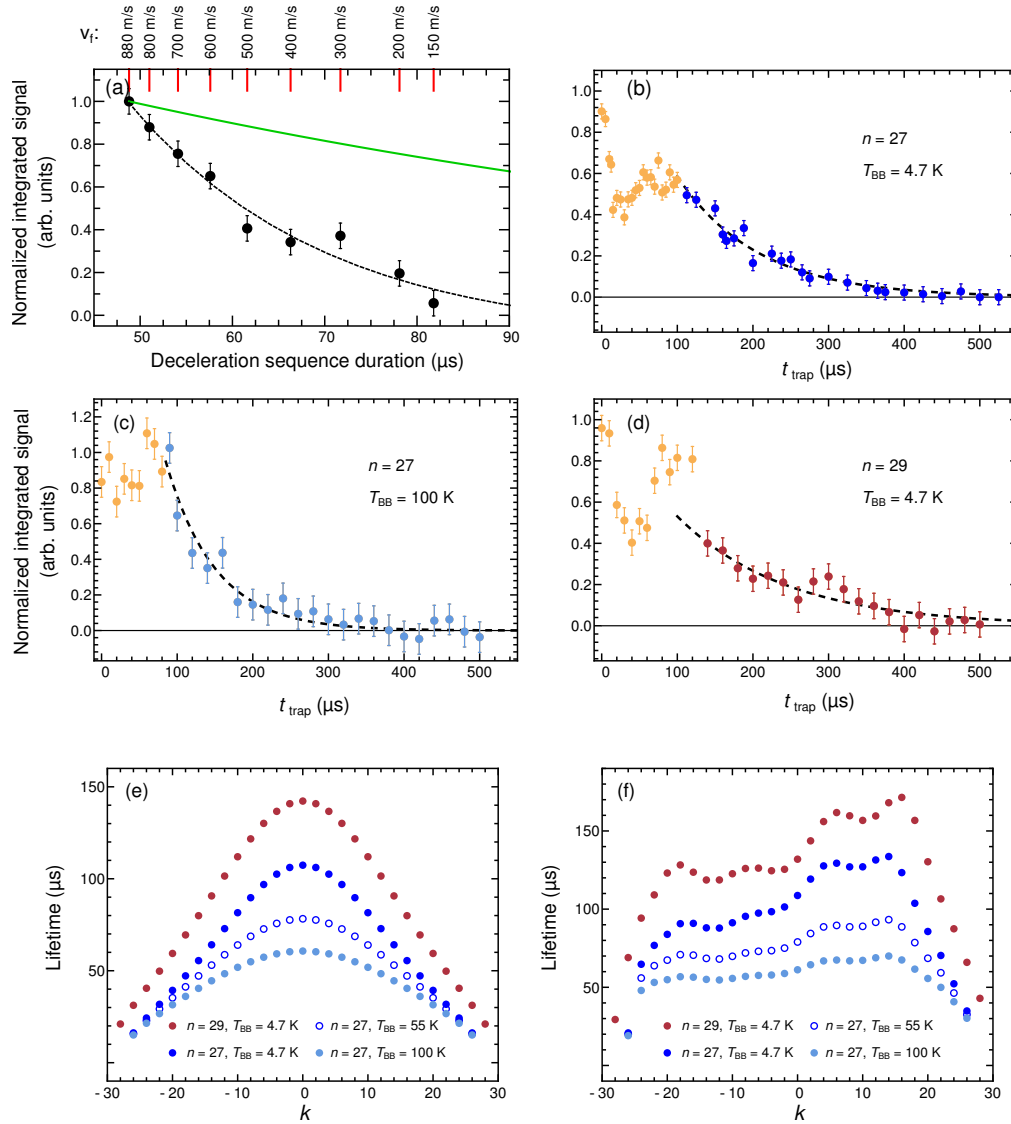 v_f:
880 m/s
800 m/s
700 m/s
600 m/s
500 m/s
400 m/s
300 m/s
200 m/s
150 m/s
(a)
Normalized integrated signal
(arb. units)
1.0
0.8
0.6
0.4
0.2
0.0
50 60 70 80 90
Deceleration sequence duration (μs)
(b)
n = 27
T_BB = 4.7 K
1.0
0.8
0.6
0.4
0.2
0.0
0 100 200 300 400 500
t_trap (μs)
(c)
Normalized integrated signal
(arb. units)
n = 27
T_BB = 100 K
1.2
1.0
0.8
0.6
0.4
0.2
0.0
0 100 200 300 400 500
t_trap (μs)
(d)
n = 29
T_BB = 4.7 K
1.0
0.8
0.6
0.4
0.2
0.0
0 100 200 300 400 500
t_trap (μs)
(e)
Lifetime (μs)
150
100
50
n = 29, T_BB = 4.7 K
n = 27, T_BB = 55 K
n = 27, T_BB = 4.7 K
n = 27, T_BB = 100 K
-30 -20 -10 0 10 20 30
k
(f)
Lifetime (μs)
150
100
50
n = 29, T_BB = 4.7 K
n = 27, T_BB = 55 K
n = 27, T_BB = 4.7 K
n = 27, T_BB = 100 K
-30 -20 -10 0 10 20 30
k